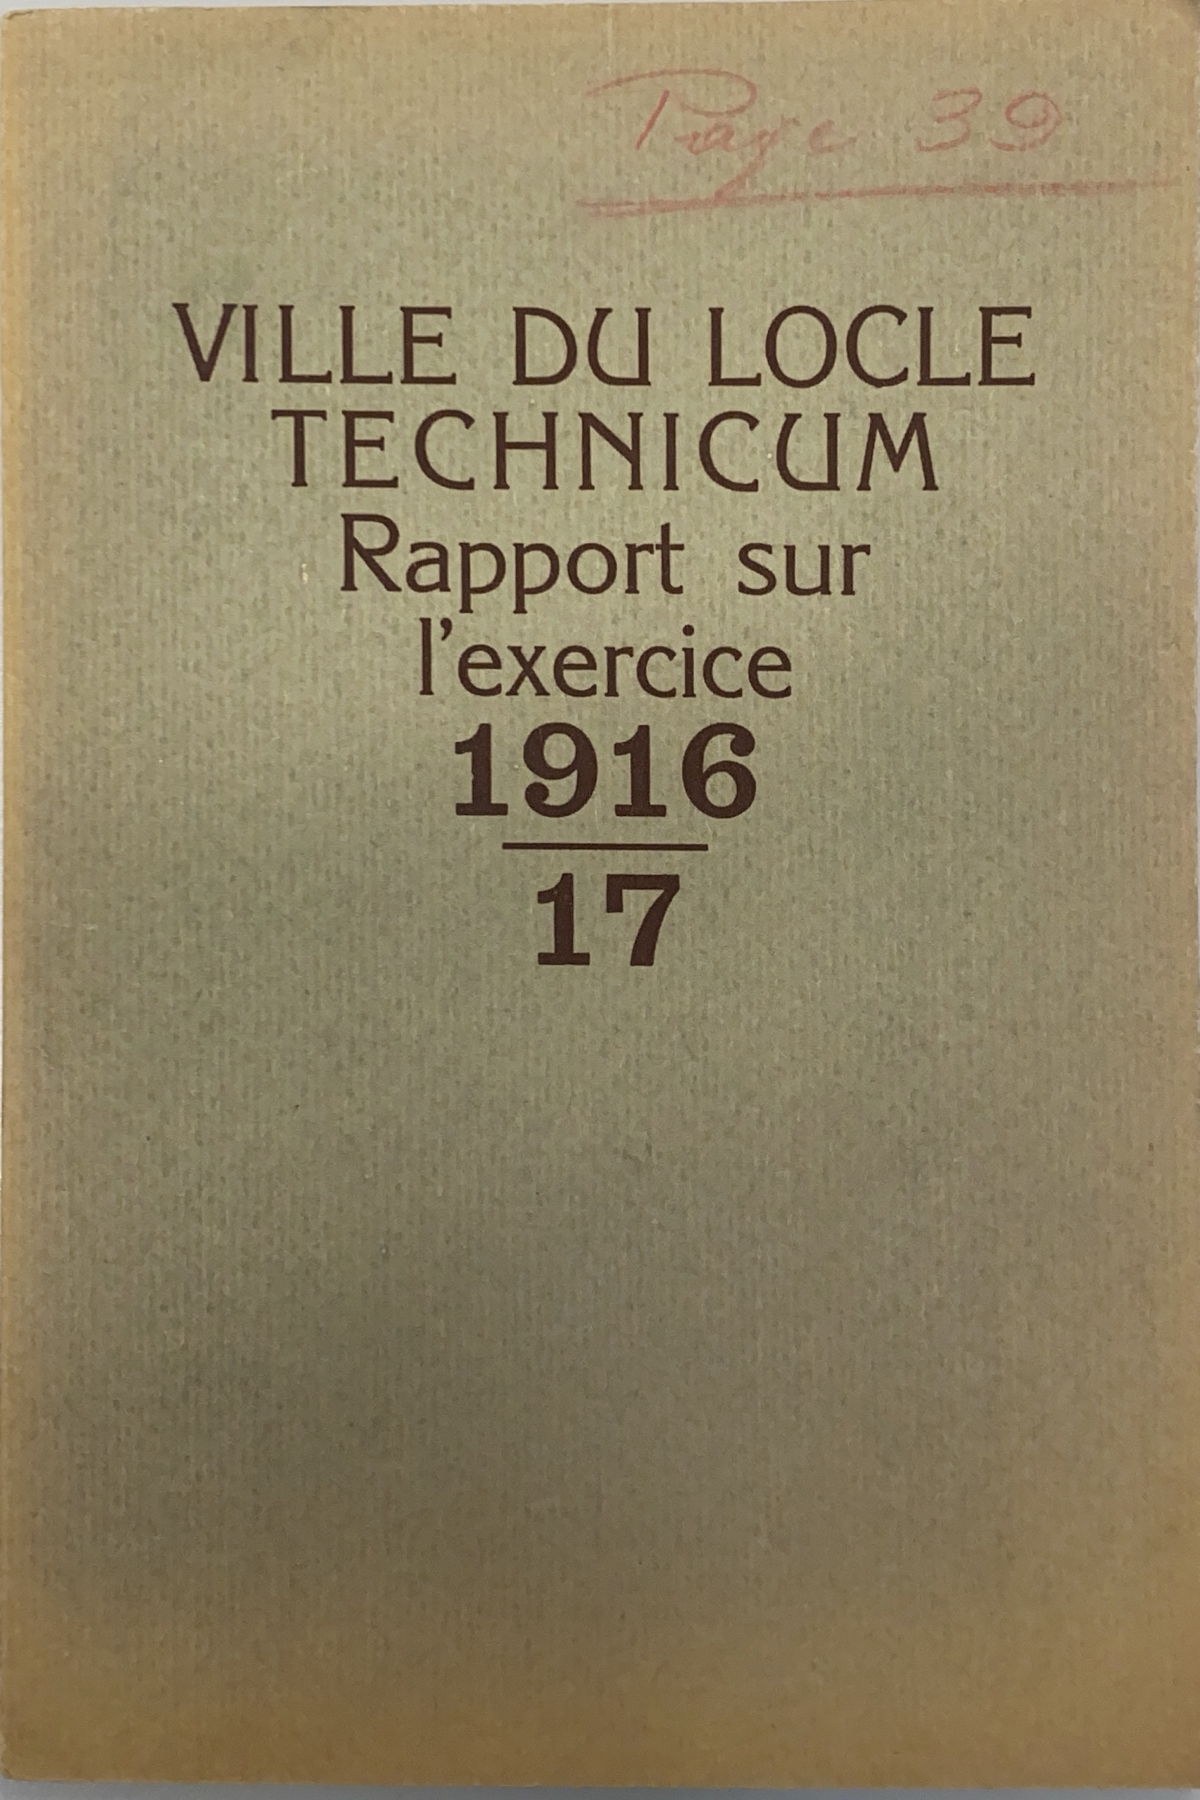 Page 39
VILLE DU LOCLE
TECHNICUM
Rapport sur
l'exercice
1916
17